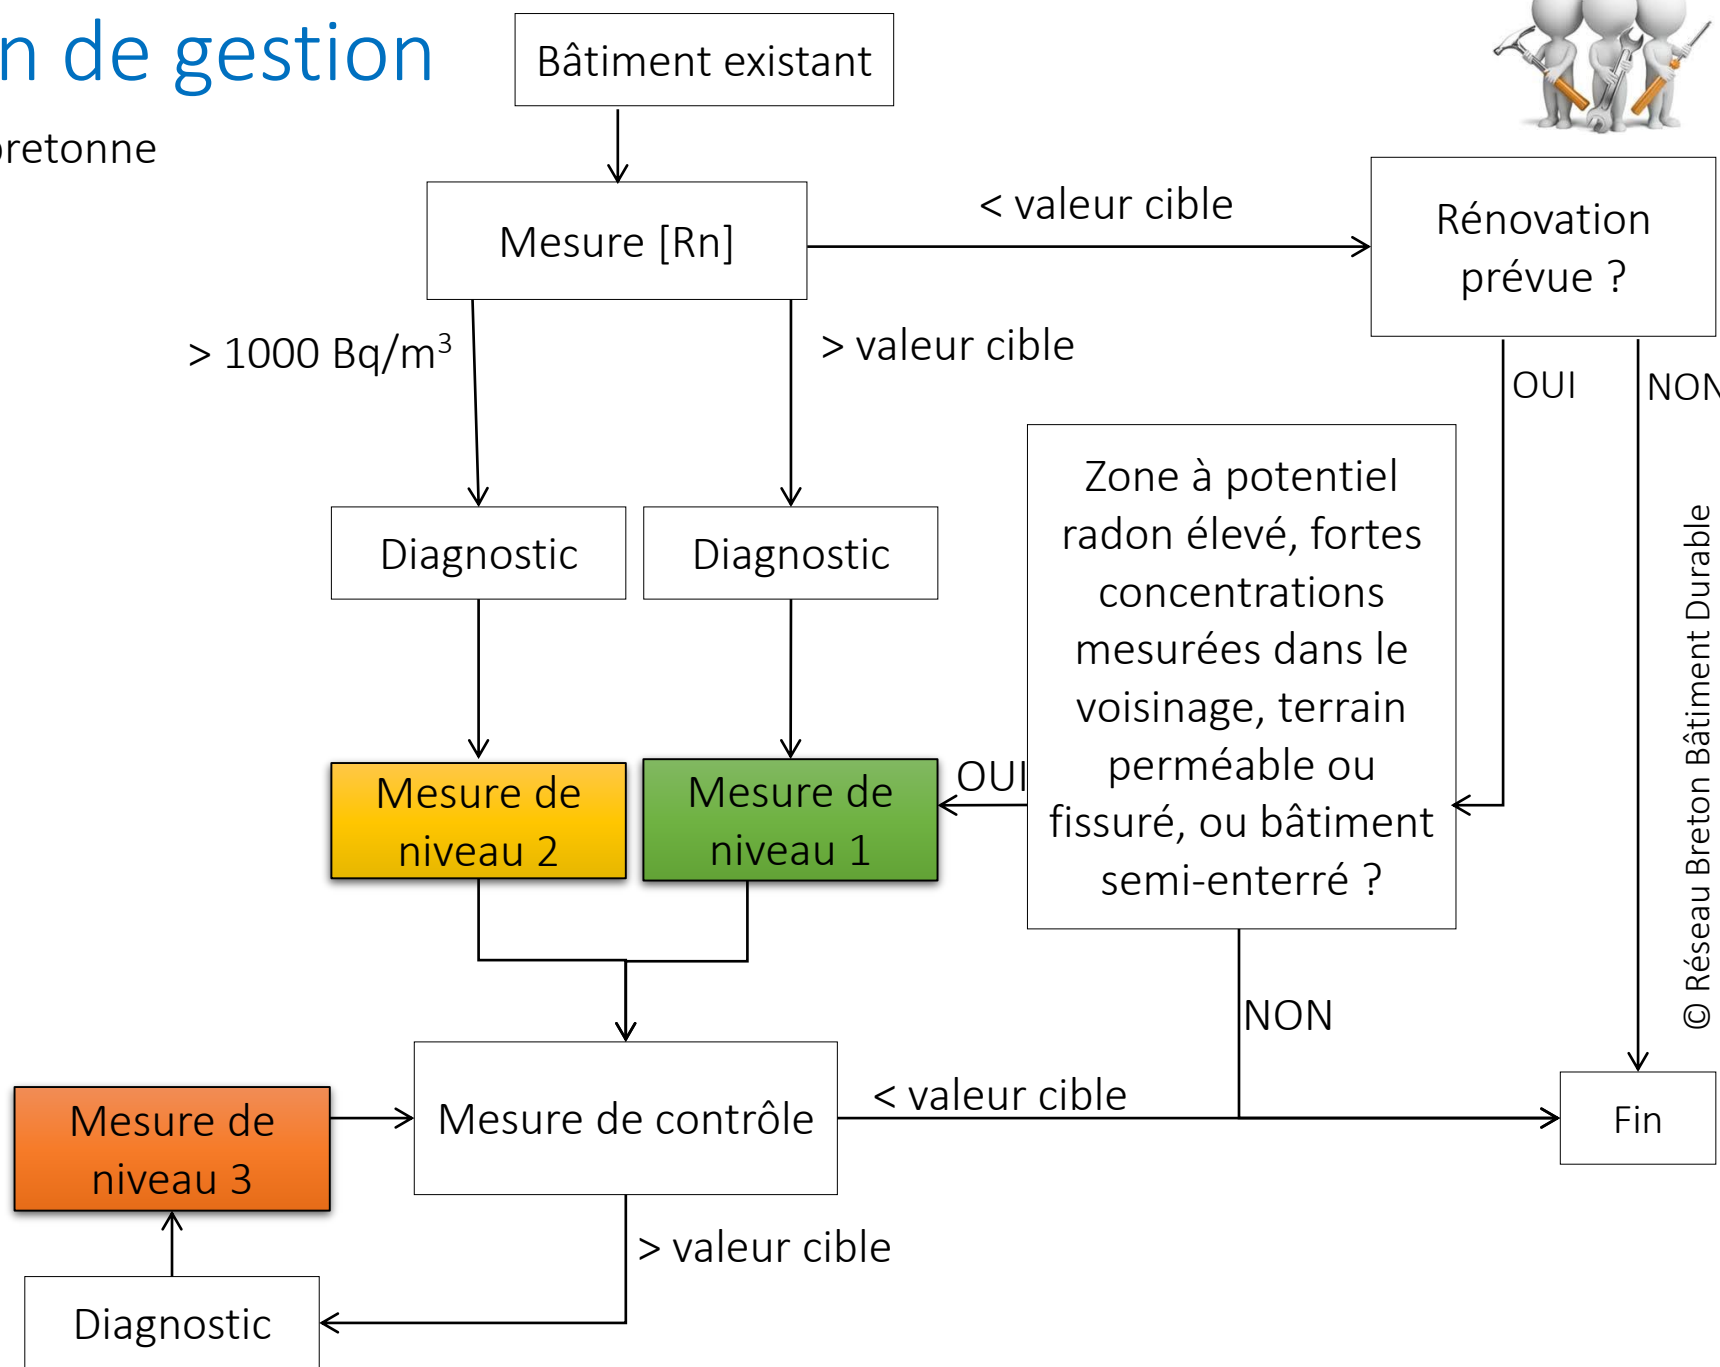 n de gestion
bretonne
Bâtiment existant
Mesure [Rn]
< valeur cible
Rénovation
prévue ?
> 1000 Bq/m³
> valeur cible
OUI
NON
Diagnostic
Diagnostic
Zone à potentiel
radon élevé, fortes
concentrations
mesurées dans le
voisinage, terrain
perméable ou
fissuré, ou bâtiment
semi-enterré ?
Mesure de
niveau 2
Mesure de
niveau 1
OUI
NON
Mesure de
niveau 3
Mesure de contrôle
< valeur cible
Fin
> valeur cible
Diagnostic
© Réseau Breton Bâtiment Durable